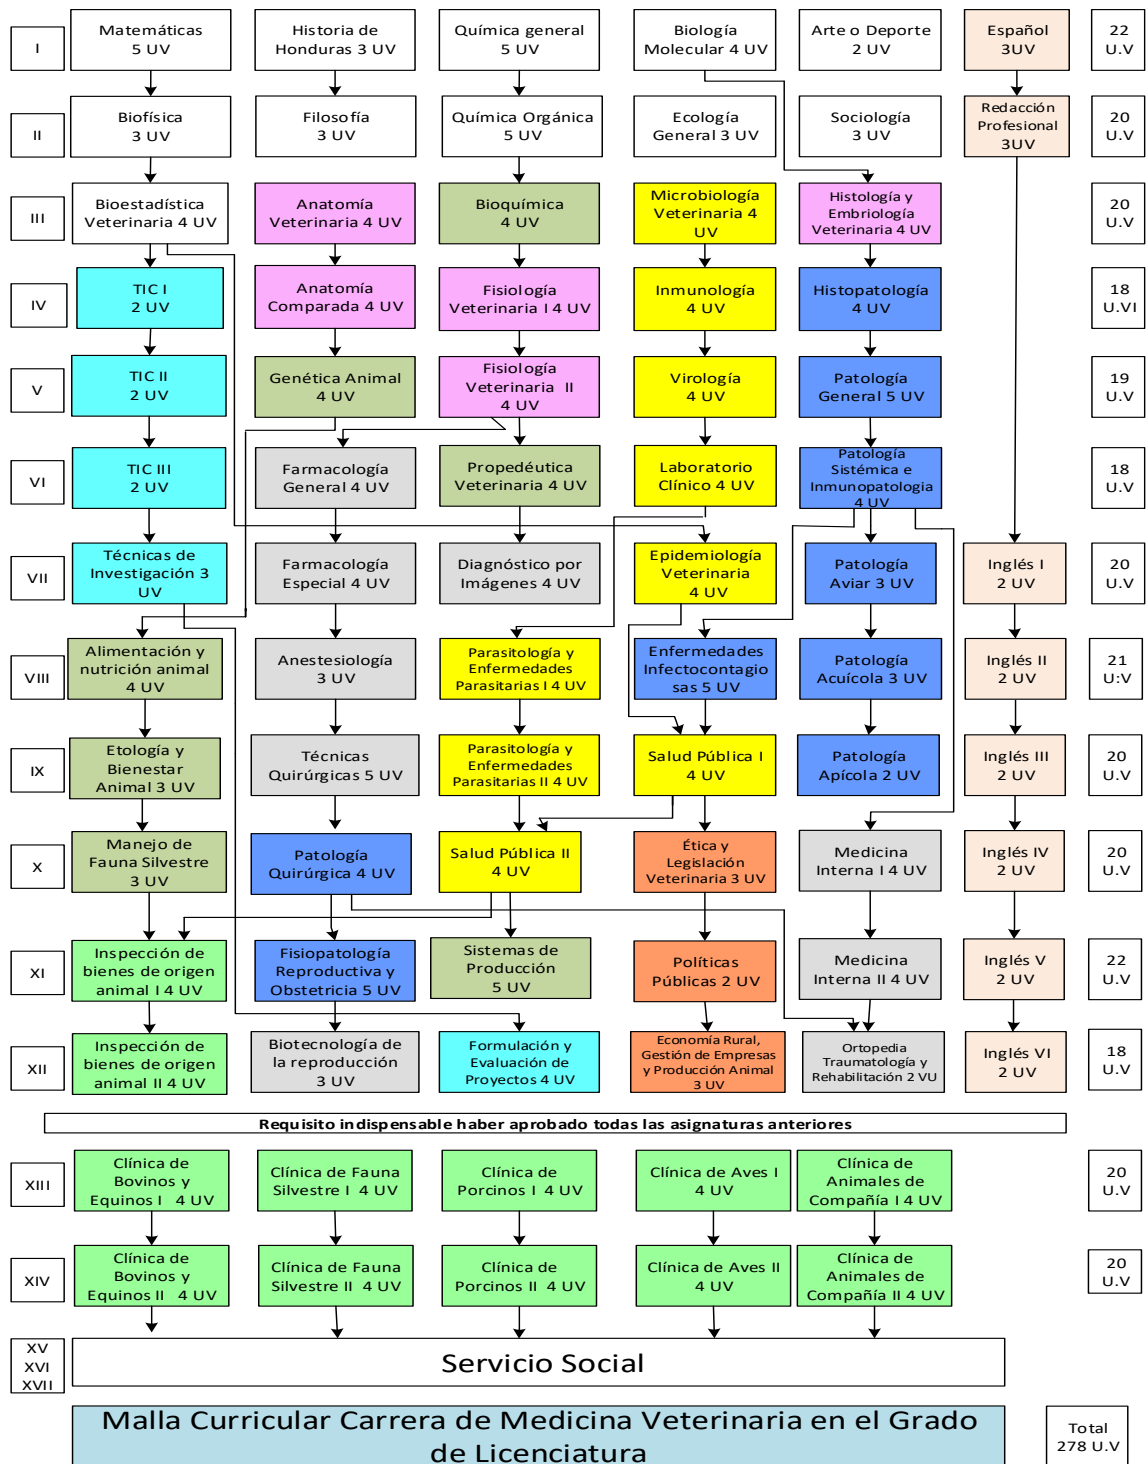 I
Matemáticas
5 UV
Historia de
Honduras 3 UV
Química general
5 UV
Biología
Molecular 4 UV
Arte o Deporte
2 UV
Español
3UV
22
U.V
II
Biofísica
3 UV
Filosofía
3 UV
Química Orgánica
5 UV
Ecología
General 3 UV
Sociología
3 UV
Redacción
Profesional
3UV
20
U.V
III
Bioestadística
Veterinaria 4 UV
Anatomía
Veterinaria 4 UV
Bioquímica
4 UV
Microbiología
Veterinaria 4
UV
Histología y
Embriología
Veterinaria 4 UV
20
U.V
IV
TIC I
2 UV
Anatomía
Comparada 4 UV
Fisiología
Veterinaria I 4 UV
Inmunología
4 UV
Histopatología
4 UV
18
U.VI
V
TIC II
2 UV
Genética Animal
4 UV
Fisiología
Veterinaria II
4 UV
Virología
4 UV
Patología
General 5 UV
19
U.V
VI
TIC III
2 UV
Farmacología
General 4 UV
Propedéutica
Veterinaria 4 UV
Laboratorio
Clínico 4 UV
Patología
Sistémica e
Inmunopatologia
4 UV
18
U.V
VII
Técnicas de
Investigación 3
UV
Farmacología
Especial 4 UV
Diagnóstico por
Imágenes 4 UV
Epidemiología
Veterinaria
4 UV
Patología
Aviar 3 UV
Inglés I
2 UV
20
U.V
VIII
Alimentación y
nutrición animal
4 UV
Anestesiología
3 UV
Parasitología y
Enfermedades
Parasitarias I 4 UV
Enfermedades
Infectocontagio
sas 5 UV
Patología
Acuícola 3 UV
Inglés II
2 UV
21
U:V
IX
Etología y
Bienestar
Animal 3 UV
Técnicas
Quirúrgicas 5 UV
Parasitología y
Enfermedades
Parasitarias II 4 UV
Salud Pública I
4 UV
Patología
Apícola 2 UV
Inglés III
2 UV
20
U.V
X
Manejo de
Fauna Silvestre
3 UV
Patología
Quirúrgica 4 UV
Salud Pública II
4 UV
Ética y
Legislación
Veterinaria 3 UV
Medicina
Interna I 4 UV
Inglés IV
2 UV
20
U.V
XI
Inspección de
bienes de origen
animal I 4 UV
Fisiopatología
Reproductiva y
Obstetricia 5 UV
Sistemas de
Producción
5 UV
Políticas
Públicas 2 UV
Medicina
Interna II 4 UV
Inglés V
2 UV
22
U.V
XII
Inspección de
bienes de origen
animal II 4 UV
Biotecnología de
la reproducción
3 UV
Formulación y
Evaluación de
Proyectos 4 UV
Economía Rural,
Gestión de Empresas
y Producción Animal
3 UV
Ortopedia
Traumatología y
Rehabilitación 2 VU
Inglés VI
2 UV
18
U.V
Requisito indispensable haber aprobado todas las asignaturas anteriores
XIII
Clínica de
Bovinos y
Equinos I 4 UV
Clínica de Fauna
Silvestre I 4 UV
Clínica de
Porcinos I 4 UV
Clínica de Aves I
4 UV
Clínica de
Animales de
Compañía I 4 UV
20
U.V
XIV
Clínica de
Bovinos y
Equinos II 4 UV
Clínica de Fauna
Silvestre II 4 UV
Clínica de
Porcinos II 4 UV
Clínica de Aves II
4 UV
Clínica de
Animales de
Compañía II 4 UV
20
U.V
XV
XVI
XVII
Servicio Social
Malla Curricular Carrera de Medicina Veterinaria en el Grado
de Licenciatura
Total
278 U.V